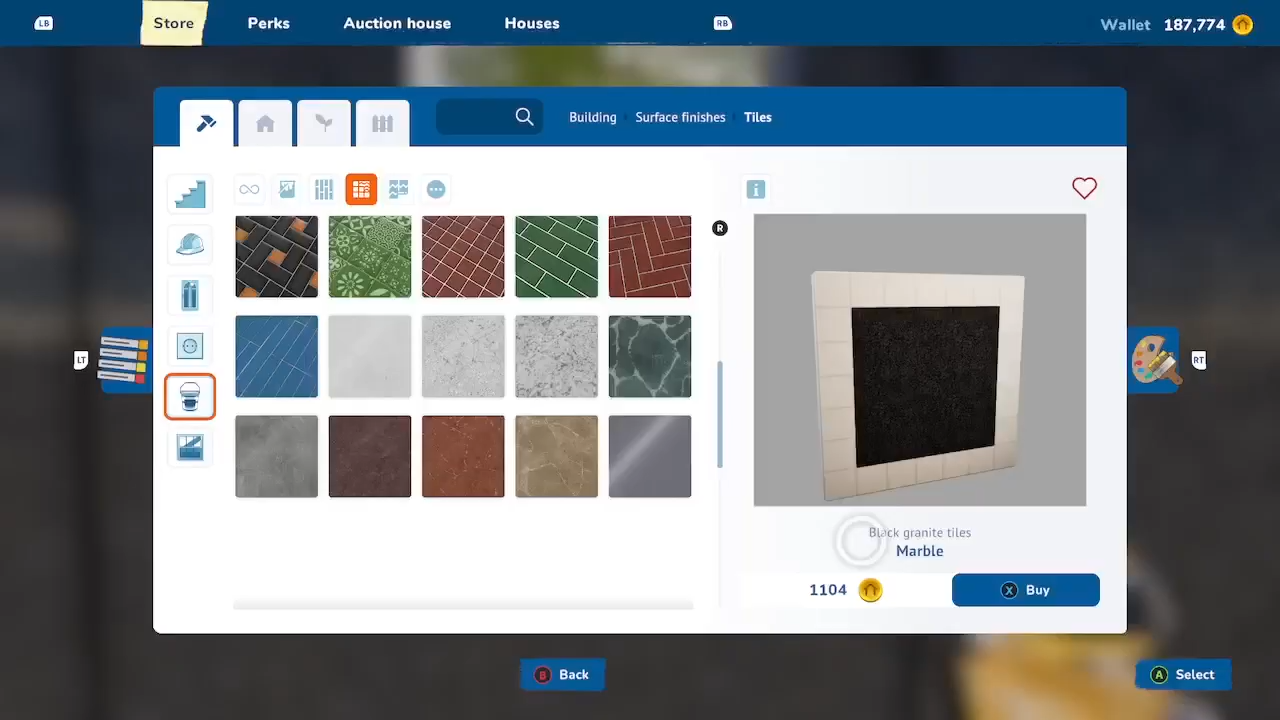 LB
Store
Perks
Auction house
Houses
RB
Wallet 187,774
Building
Surface finishes
Tiles
i
R
LT
RT
Black granite tiles
Marble
1104
X Buy
B Back
A Select